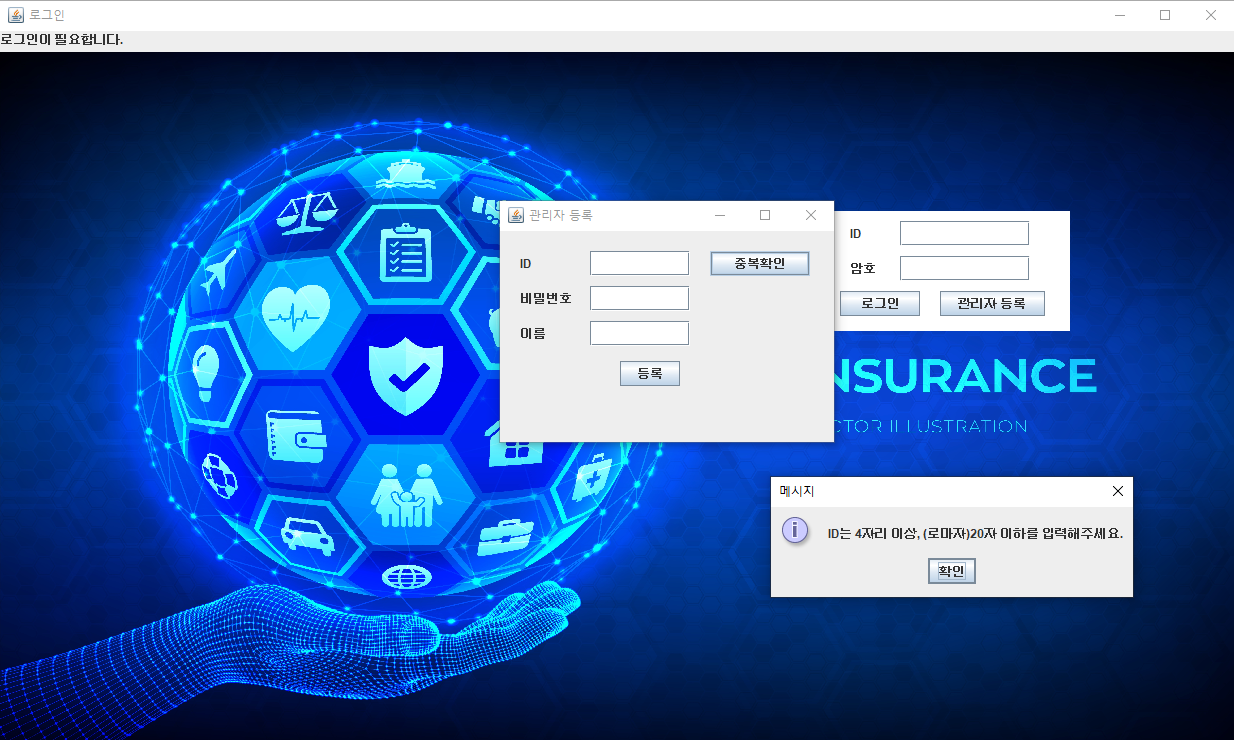 로그인
로그인이 필요합니다.
관리자 등록
ID
중복확인
비밀번호
이름
등록
ID
암호
로그인
관리자 등록
NSURANCE
CTOR ILLUSTRATION
메시지
ID는 4자리 이상, (로마자)20자 이하를 입력해주세요.
확인